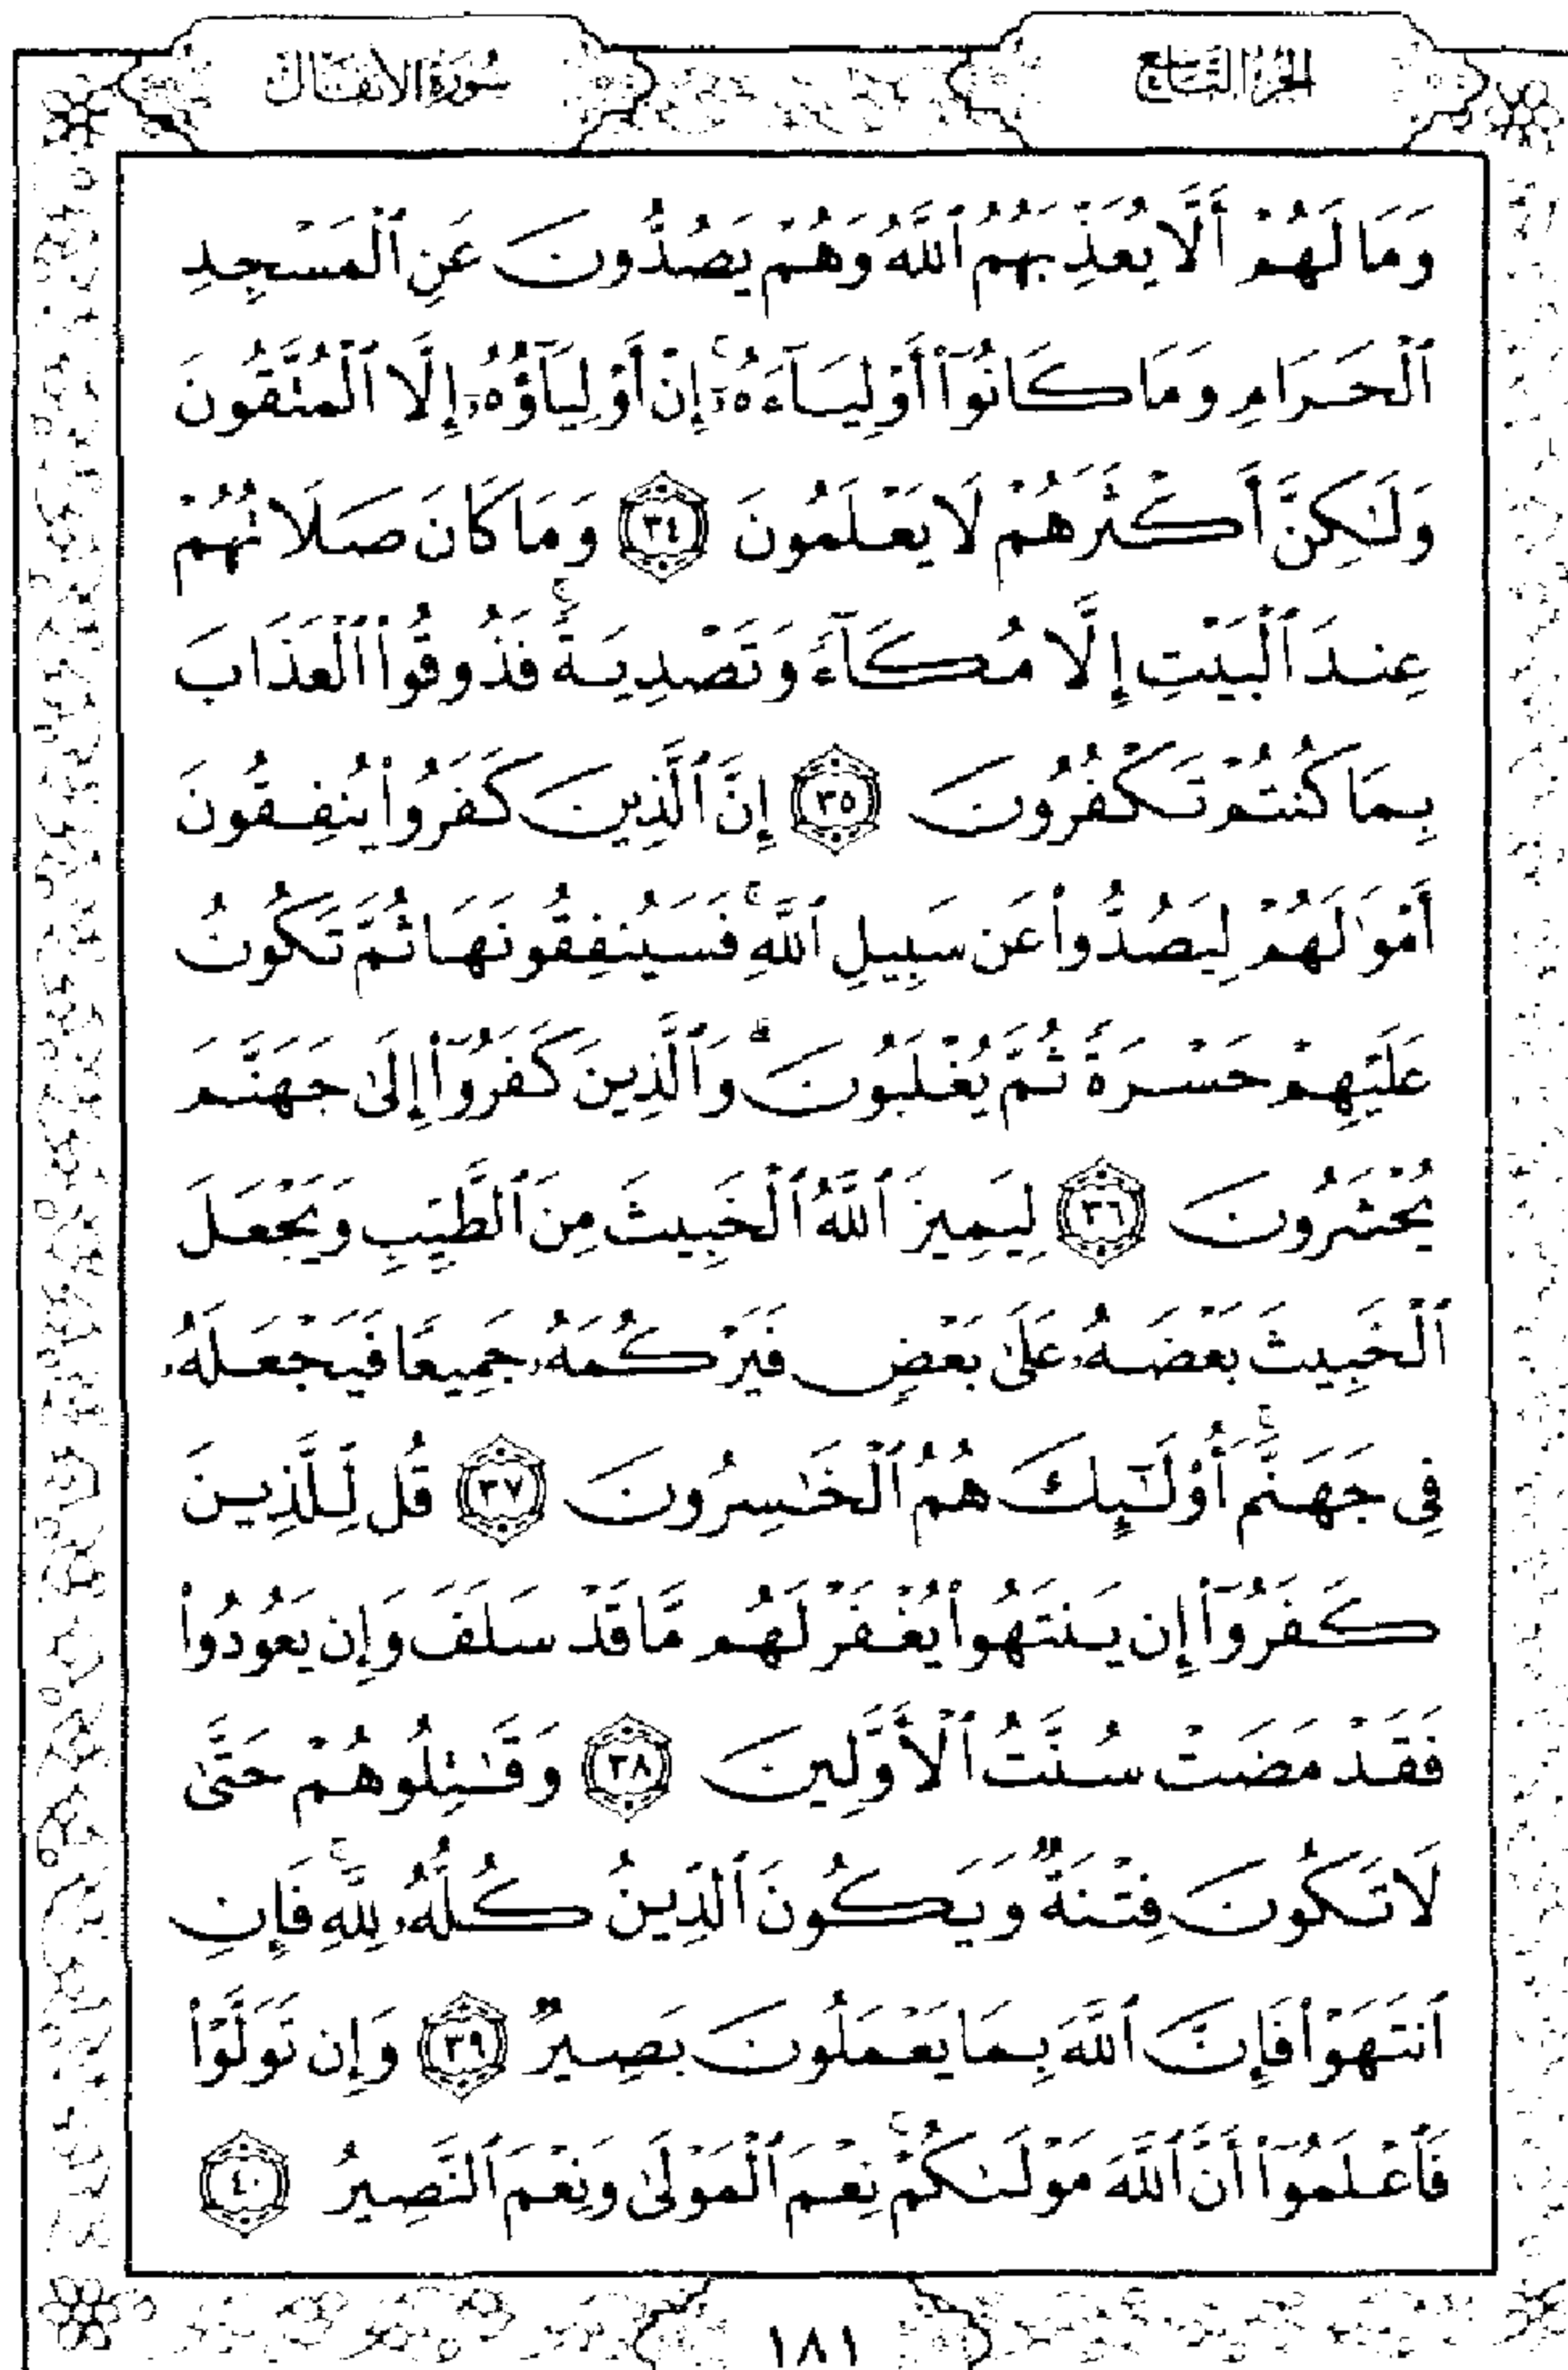 الجزء التاسع
سورة الأنفال
وَمَا لَهُمْ أَلَّا يُعَذِّبَهُمُ ٱللَّهُ وَهُمْ يَصُدُّونَ عَنِ ٱلْمَسْجِدِ
ٱلْحَرَامِ وَمَا كَانُوٓا۟ أَوْلِيَآءَهُۥٓ ۚ إِنْ أَوْلِيَآؤُهُۥٓ إِلَّا ٱلْمُتَّقُونَ
وَلَـٰكِنَّ أَكْثَرَهُمْ لَا يَعْلَمُونَ ٣٤ وَمَا كَانَ صَلَاتُهُمْ
عِندَ ٱلْبَيْتِ إِلَّا مُكَآءً وَتَصْدِيَةً ۚ فَذُوقُوا۟ ٱلْعَذَابَ
بِمَا كُنتُمْ تَكْفُرُونَ ٣٥ إِنَّ ٱلَّذِينَ كَفَرُوا۟ يُنفِقُونَ
أَمْوَٰلَهُمْ لِيَصُدُّوا۟ عَن سَبِيلِ ٱللَّهِ ۚ فَسَيُنفِقُونَهَا ثُمَّ تَكُونُ
عَلَيْهِمْ حَسْرَةً ثُمَّ يُغْلَبُونَ ۗ وَٱلَّذِينَ كَفَرُوٓا۟ إِلَىٰ جَهَنَّمَ
يُحْشَرُونَ ٣٦ لِيَمِيزَ ٱللَّهُ ٱلْخَبِيثَ مِنَ ٱلطَّيِّبِ وَيَجْعَلَ
ٱلْخَبِيثَ بَعْضَهُۥ عَلَىٰ بَعْضٍ فَيَرْكُمَهُۥ جَمِيعًا فَيَجْعَلَهُۥ
فِى جَهَنَّمَ ۚ أُو۟لَـٰٓئِكَ هُمُ ٱلْخَـٰسِرُونَ ٣٧ قُل لِّلَّذِينَ
كَفَرُوٓا۟ إِن يَنتَهُوا۟ يُغْفَرْ لَهُم مَّا قَدْ سَلَفَ وَإِن يَعُودُوا۟
فَقَدْ مَضَتْ سُنَّتُ ٱلْأَوَّلِينَ ٣٨ وَقَـٰتِلُوهُمْ حَتَّىٰ
لَا تَكُونَ فِتْنَةٌ وَيَكُونَ ٱلدِّينُ كُلُّهُۥ لِلَّهِ ۚ فَإِنِ
ٱنتَهَوْا۟ فَإِنَّ ٱللَّهَ بِمَا يَعْمَلُونَ بَصِيرٌ ٣٩ وَإِن تَوَلَّوْا۟
فَٱعْلَمُوٓا۟ أَنَّ ٱللَّهَ مَوْلَىٰكُمْ ۚ نِعْمَ ٱلْمَوْلَىٰ وَنِعْمَ ٱلنَّصِيرُ ٤٠
١٨١